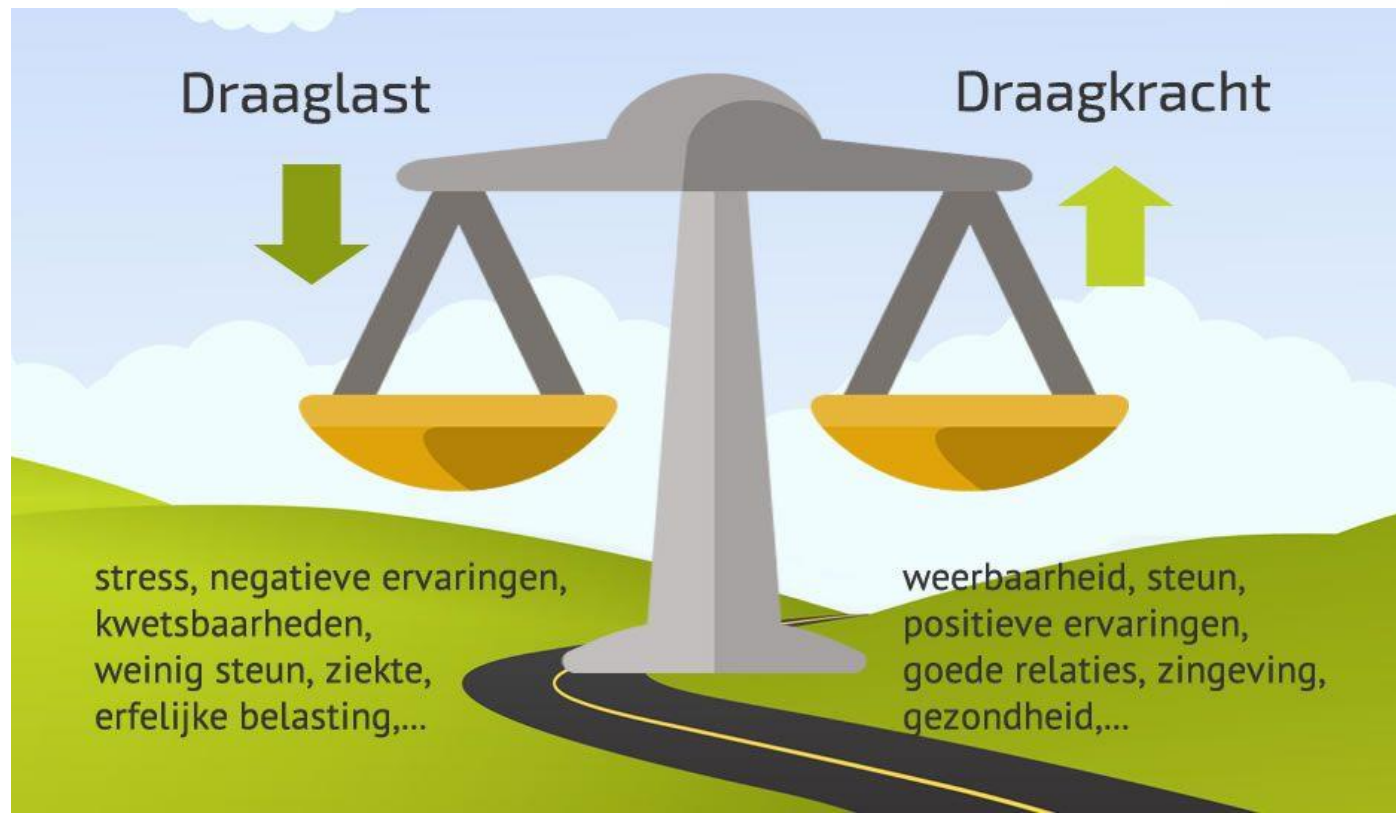 Draaglast
Draagkracht
stress, negatieve ervaringen,
kwetsbaarheden,
weinig steun, ziekte,
erfelijke belasting,...
weerbaarheid, steun,
positieve ervaringen,
goede relaties, zingeving,
gezondheid,...